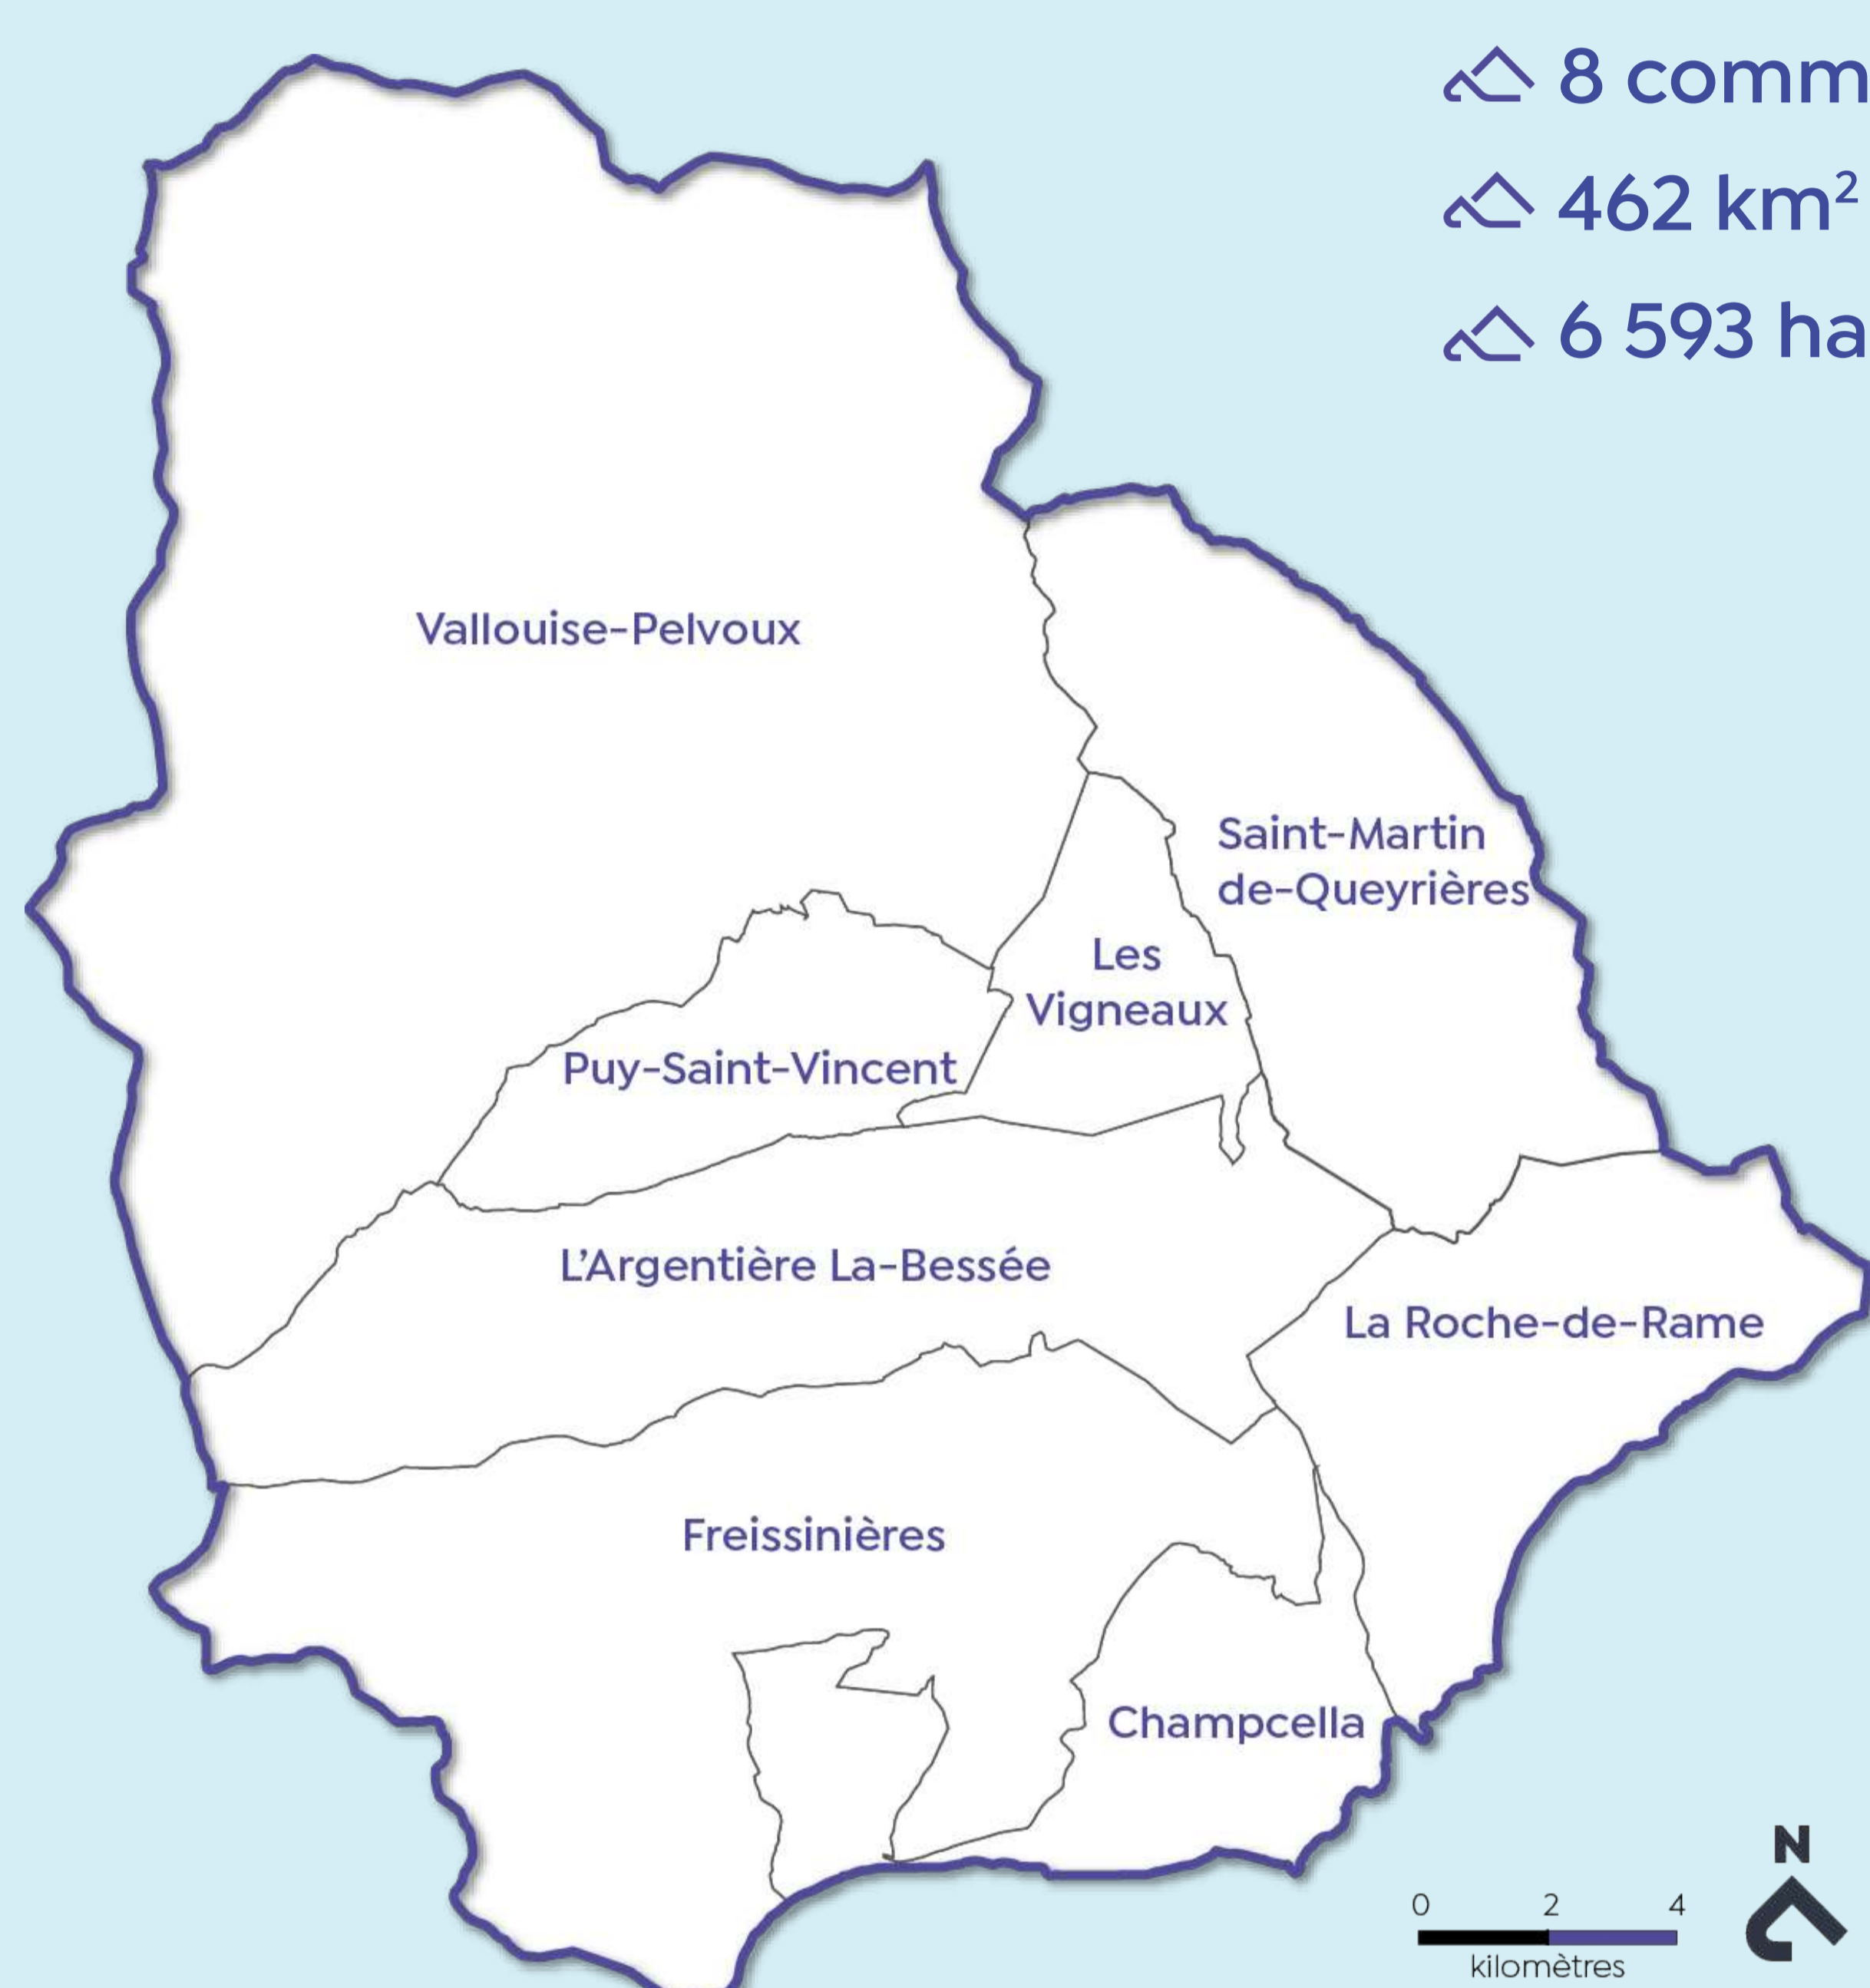 8 comm
462 km²
6 593 ha
Vallouise-Pelvoux
Saint-Martin
de-Queyrières
Les
Vigneaux
Puy-Saint-Vincent
L'Argentière La-Bessée
La Roche-de-Rame
Freissinières
Champcella
N
0 2 4
kilomètres